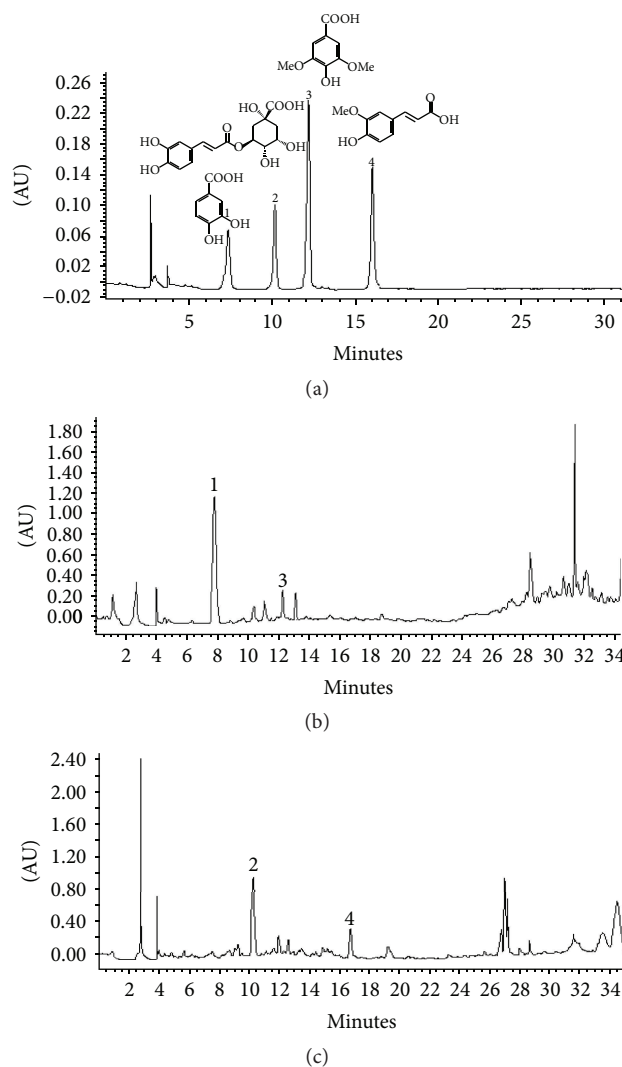 COOH
MeO OMe
OH
3
HO COOH
O
MeO O
HO O OH OH
HO OH HO 4
COOH 2
1
OH
OH
0.26
0.22
0.18
0.14
0.10
0.06
0.02
−0.02
(AU)
5 10 15 20 25 30
Minutes
(a)
1.80
1.60
1.40
1.20
1.00
0.80
0.60
0.40
0.20
0.00
(AU)
1
3
2 4 6 8 10 12 14 16 18 20 22 24 26 28 30 32 34
Minutes
(b)
2.40
2.00
1.60
1.20
0.80
0.40
0.00
(AU)
2
4
2 4 6 8 10 12 14 16 18 20 22 24 26 28 30 32 34
Minutes
(c)